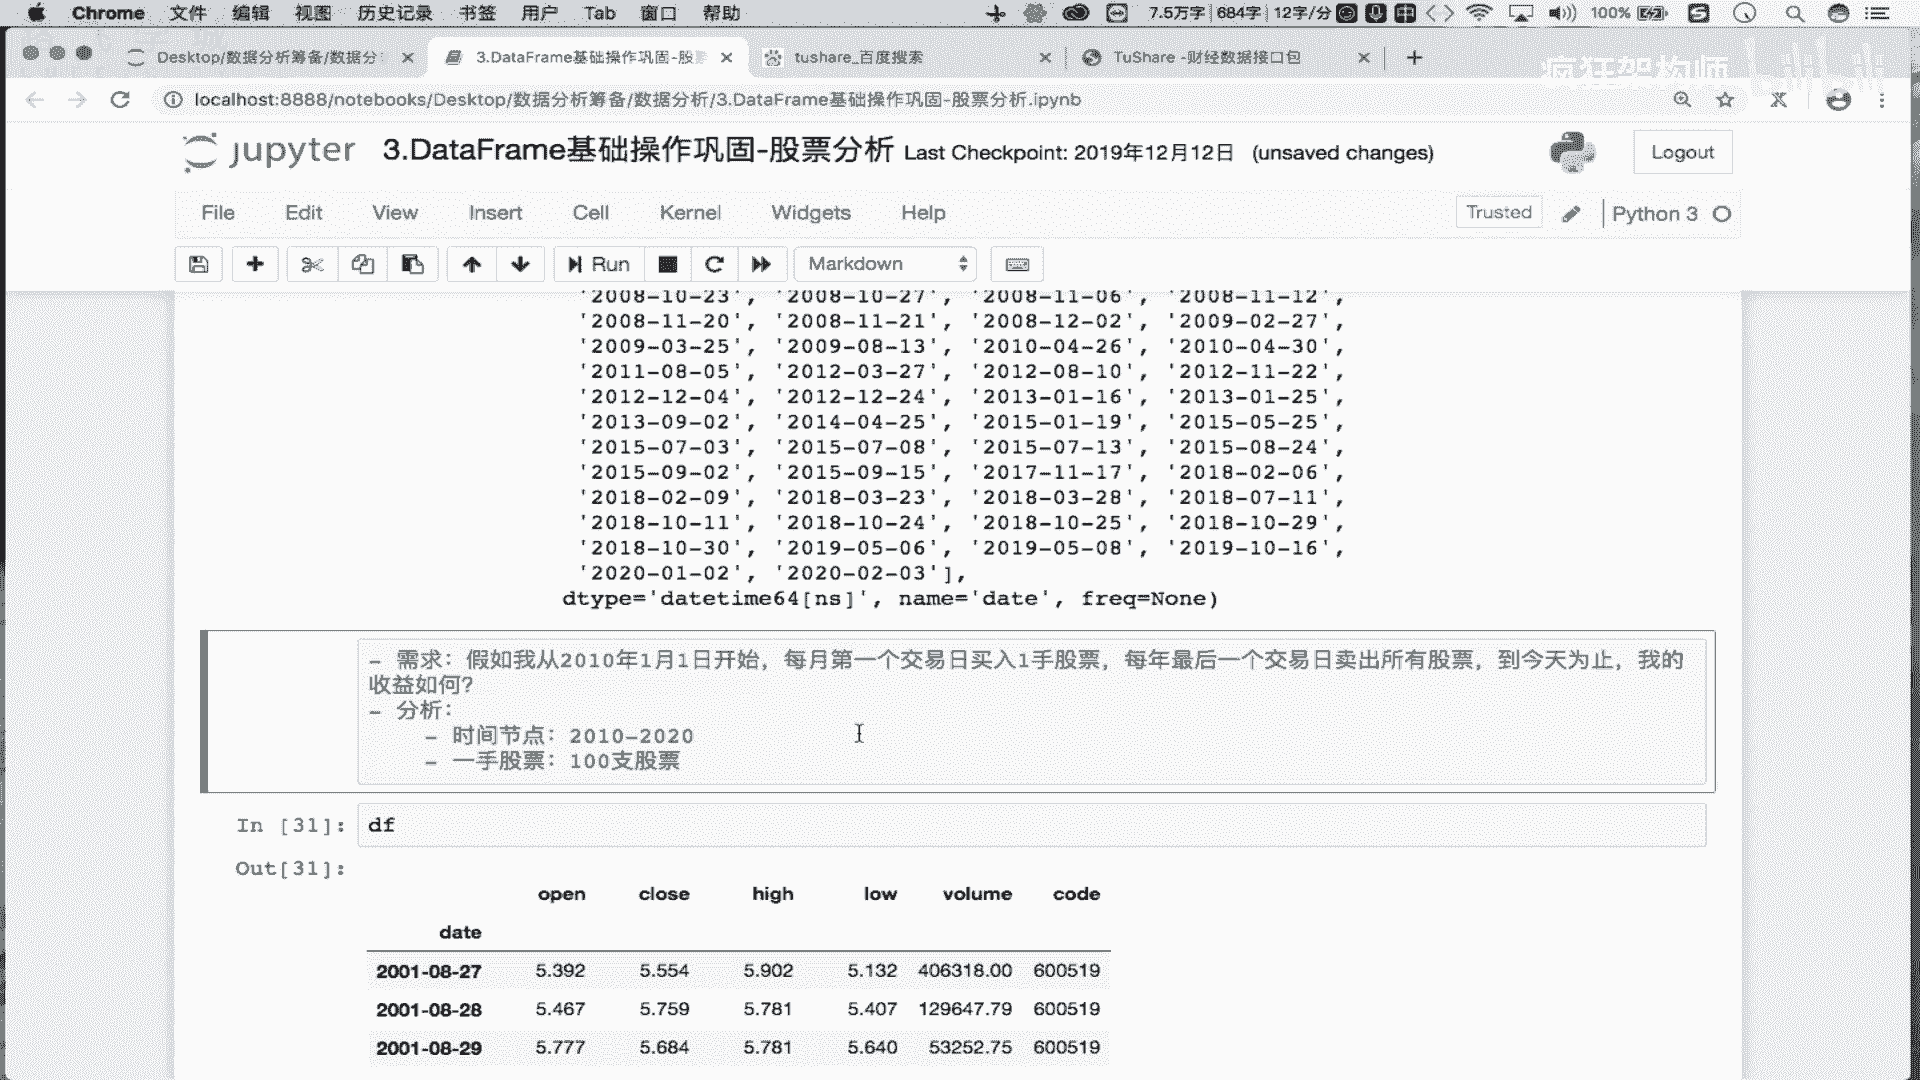 Chrome 文件 编辑 视图 历史记录 书签 用户 Tab 窗口 帮助 7.5万字 684字 12字/分 100%
Desktop/数据分析筹备/数据分 3.DataFrame基础操作巩固-股票 tushare_百度搜索 TuShare -财经数据接口包
疯狂架构师 bilibili
localhost:8888/notebooks/Desktop/数据分析筹备/数据分析/3.DataFrame基础操作巩固-股票分析.ipynb
jupyter 3.DataFrame基础操作巩固-股票分析 Last Checkpoint: 2019年12月12日 (unsaved changes) Logout
File Edit View Insert Cell Kernel Widgets Help Trusted Python 3
Run Markdown
'2008-10-23', '2008-10-27', '2008-11-06', '2008-11-12',
'2008-11-20', '2008-11-21', '2008-12-02', '2009-02-27',
'2009-03-25', '2009-08-13', '2010-04-26', '2010-04-30',
'2011-08-05', '2012-03-27', '2012-08-10', '2012-11-22',
'2012-12-04', '2012-12-24', '2013-01-16', '2013-01-25',
'2013-09-02', '2014-04-25', '2015-01-19', '2015-05-25',
'2015-07-03', '2015-07-08', '2015-07-13', '2015-08-24',
'2015-09-02', '2015-09-15', '2017-11-17', '2018-02-06',
'2018-02-09', '2018-03-23', '2018-03-28', '2018-07-11',
'2018-10-11', '2018-10-24', '2018-10-25', '2018-10-29',
'2018-10-30', '2019-05-06', '2019-05-08', '2019-10-16',
'2020-01-02', '2020-02-03'],
dtype='datetime64[ns]', name='date', freq=None)
- 需求：假如我从2010年1月1日开始，每月第一个交易日买入1手股票，每年最后一个交易日卖出所有股票，到今天为止，我的
收益如何？
- 分析：
- 时间节点：2010-2020
- 一手股票：100支股票
In [31]: df
Out[31]:
open close high low volume code
date
2001-08-27 5.392 5.554 5.902 5.132 406318.00 600519
2001-08-28 5.467 5.759 5.781 5.407 129647.79 600519
2001-08-29 5.777 5.684 5.781 5.640 53252.75 600519